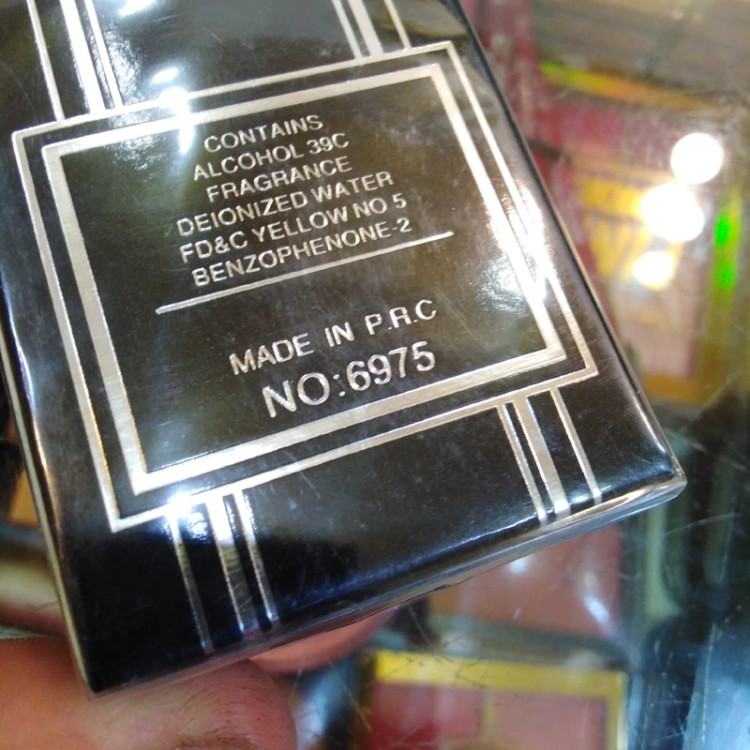 CONTAINS
ALCOHOL 39C
FRAGRANCE
DEIONIZED WATER
FD&C YELLOW NO 5
BENZOPHENONE-2
MADE IN P.R.C
NO:6975